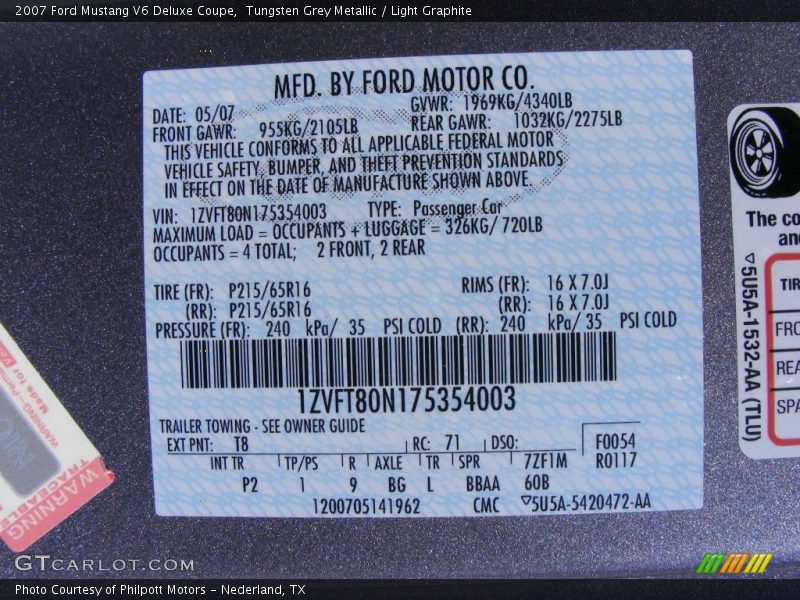 2007 Ford Mustang V6 Deluxe Coupe,  Tungsten Grey Metallic / Light Graphite
MFD. BY FORD MOTOR CO.
DATE: 05/07 GVWR: 1969KG/4340LB
FRONT GAWR: 955KG/2105LB REAR GAWR: 1032KG/2275LB
THIS VEHICLE CONFORMS TO ALL APPLICABLE FEDERAL MOTOR
VEHICLE SAFETY, BUMPER, AND THEFT PREVENTION STANDARDS
IN EFFECT ON THE DATE OF MANUFACTURE SHOWN ABOVE.
VIN: 1ZVFT80N175354003 TYPE: Passenger Car
MAXIMUM LOAD = OCCUPANTS + LUGGAGE = 326KG/ 720LB
OCCUPANTS = 4 TOTAL; 2 FRONT, 2 REAR
TIRE (FR): P215/65R16 RIMS (FR): 16 X 7.0J
(RR): P215/65R16 (RR): 16 X 7.0J
PRESSURE (FR): 240 kPa/ 35 PSI COLD (RR): 240 kPa/ 35 PSI COLD
1ZVFT80N175354003
TRAILER TOWING - SEE OWNER GUIDE
EXT PNT: T8 RC: 71 DSO: F0054
INT TR TP/PS R AXLE TR SPR 7ZF1M R0117
P2 1 9 BG L BBAA 60B
1200705141962 CMC ▽5U5A-5420472-AA
The co
an
TIR
FRO
REA
SPA
▽5U5A-1532-AA (TLU)
WARNING
TRACEABLE
Made for
GTCARLOT.COM
Photo Courtesy of Philpott Motors - Nederland, TX